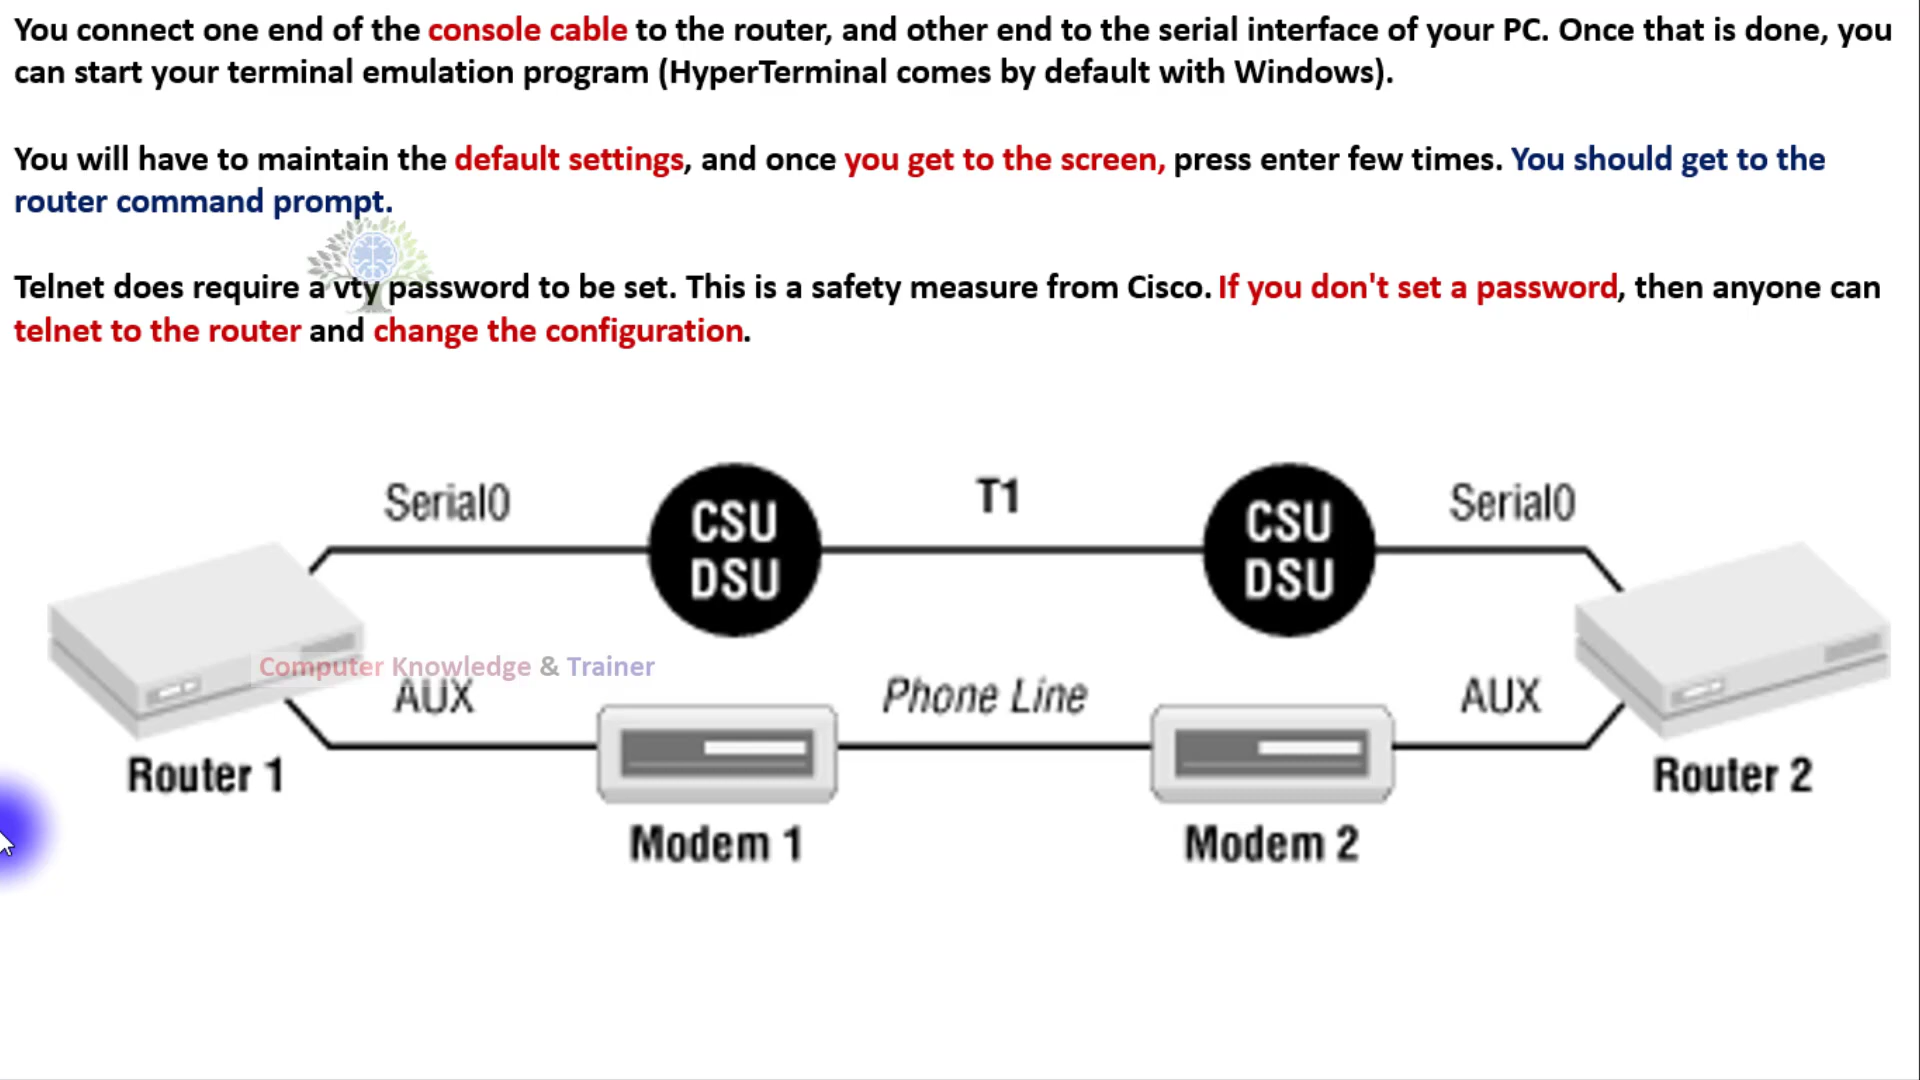 You connect one end of the console cable to the router, and other end to the serial interface of your PC. Once that is done, you
can start your terminal emulation program (HyperTerminal comes by default with Windows).
You will have to maintain the default settings, and once you get to the screen, press enter few times. You should get to the
router command prompt.
Telnet does require a vty password to be set. This is a safety measure from Cisco. If you don't set a password, then anyone can
telnet to the router and change the configuration.
Serial0
CSU
DSU
T1
CSU
DSU
Serial0
Computer Knowledge & Trainer
AUX
Phone Line
AUX
Router 1
Router 2
Modem 1
Modem 2